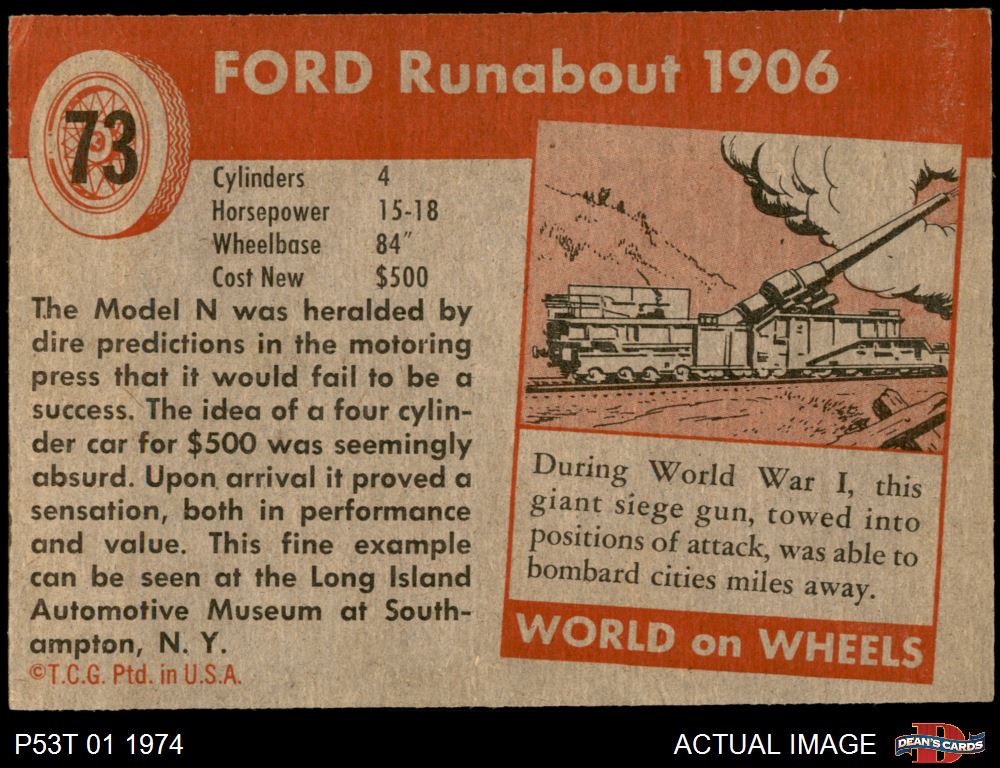 FORD Runabout 1906
73
Cylinders 4
Horsepower 15-18
Wheelbase 84"
Cost New $500
The Model N was heralded by
dire predictions in the motoring
press that it would fail to be a
success. The idea of a four cylin-
der car for $500 was seemingly
absurd. Upon arrival it proved a
sensation, both in performance
and value. This fine example
can be seen at the Long Island
Automotive Museum at South-
ampton, N. Y.
©T.C.G. Ptd. in U.S.A.
During World War I, this
giant siege gun, towed into
positions of attack, was able to
bombard cities miles away.
WORLD on WHEELS
P53T 01 1974
ACTUAL IMAGE
D
DEAN'S CARDS